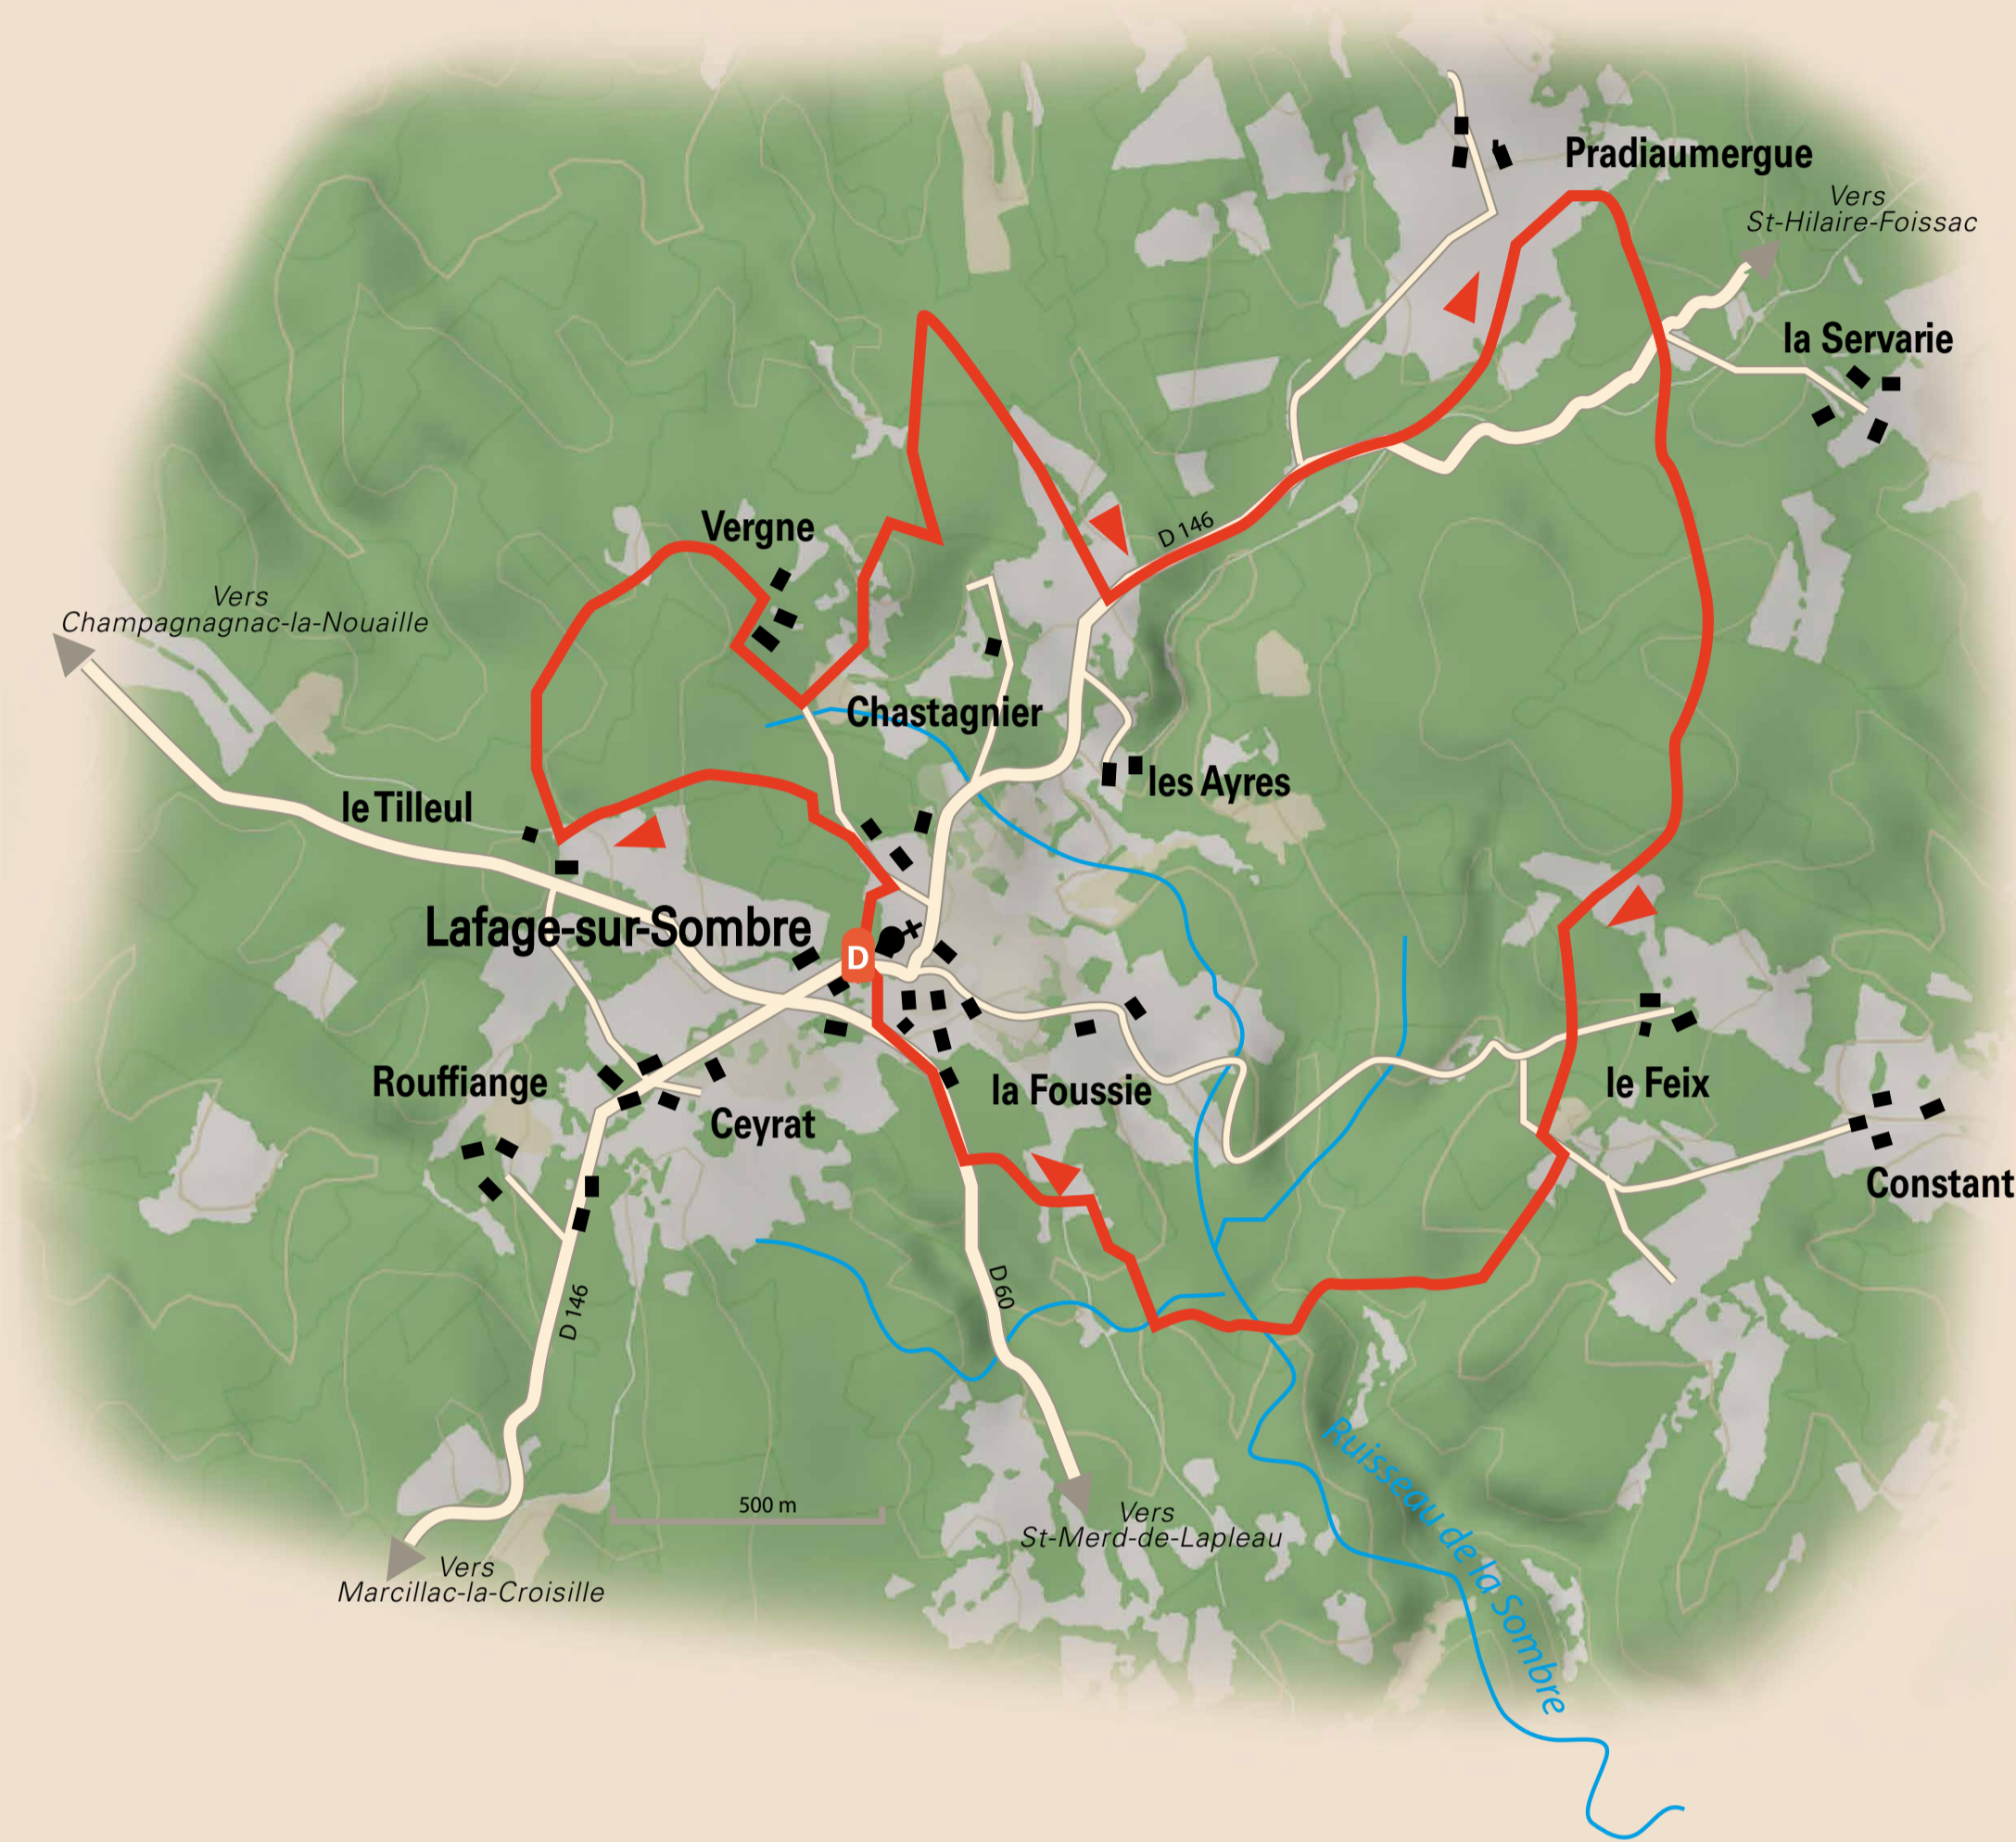 Pradiaumergue
Vers
St-Hilaire-Foissac
la Servarie
Vergne
D 146
Vers
Champagnagnac-la-Nouaille
Chastagnier
les Ayres
le Tilleul
Lafage-sur-Sombre
D
Rouffiange
la Foussie
le Feix
Ceyrat
Constant
D 60
D 146
Ruisseau de la Sombre
500 m
Vers
St-Merd-de-Lapleau
Vers
Marcillac-la-Croisille